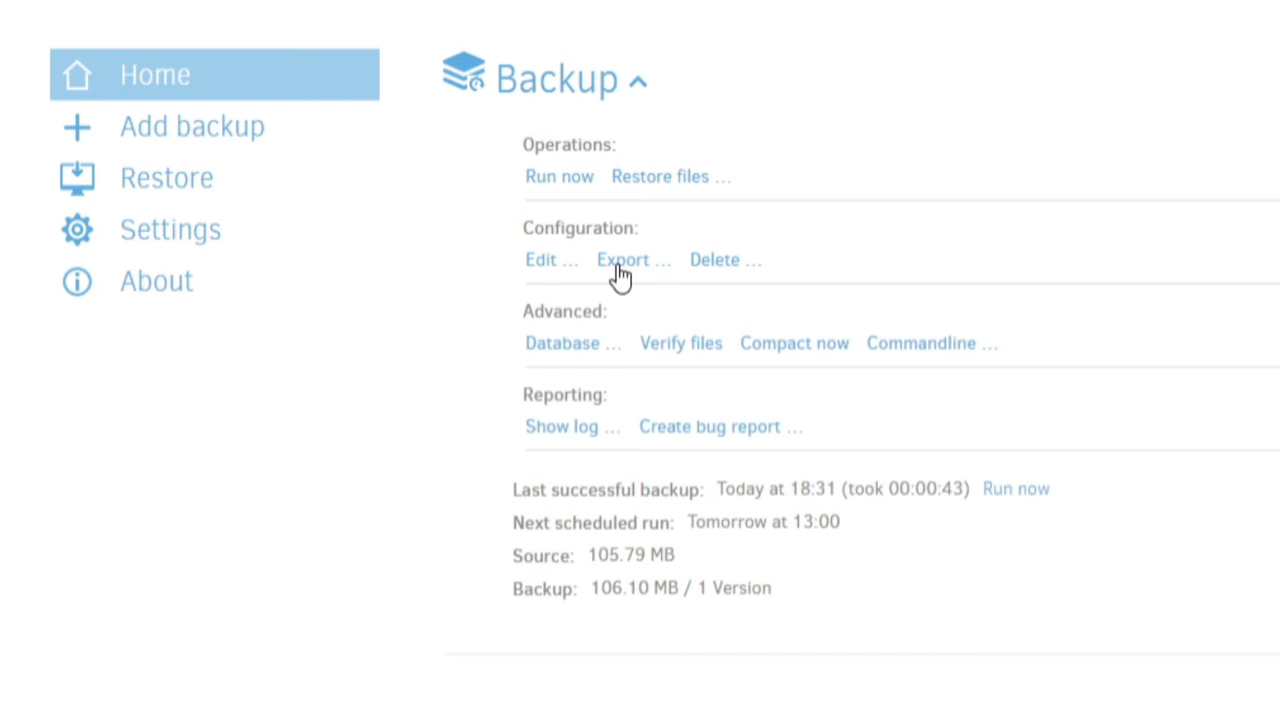 Home
Add backup
Restore
Settings
About
Backup
Operations:
Run now Restore files ...
Configuration:
Edit ... Export ... Delete ...
Advanced:
Database ... Verify files Compact now Commandline ...
Reporting:
Show log ... Create bug report ...
Last successful backup: Today at 18:31 (took 00:00:43) Run now
Next scheduled run: Tomorrow at 13:00
Source: 105.79 MB
Backup: 106.10 MB / 1 Version